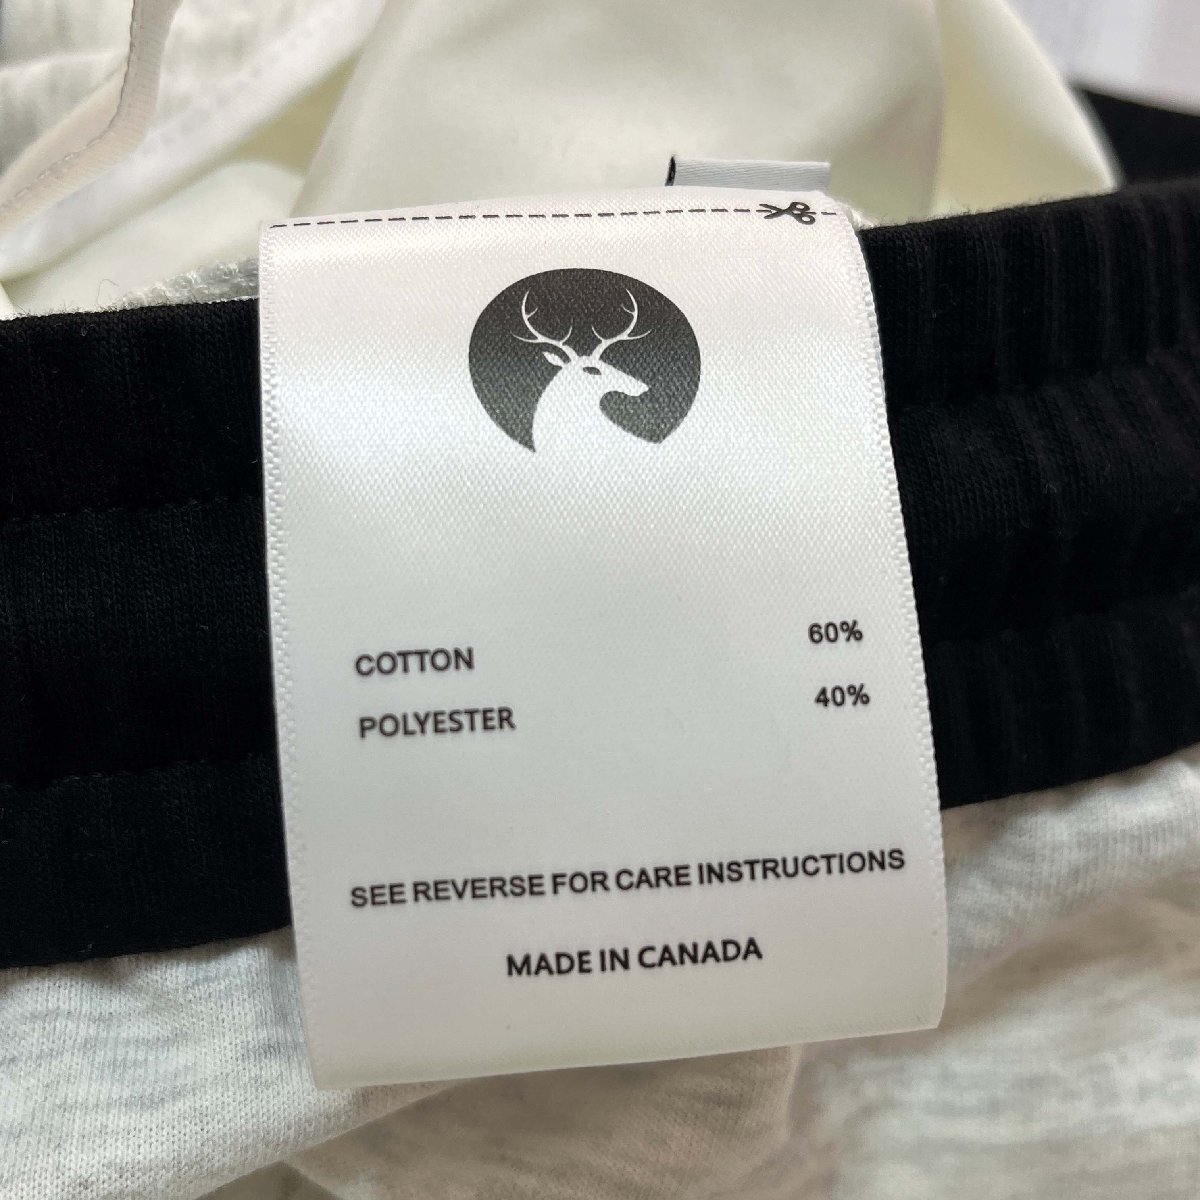 COTTON 60%
POLYESTER 40%
SEE REVERSE FOR CARE INSTRUCTIONS
MADE IN CANADA